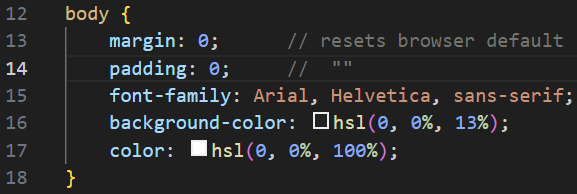 12 body {
13 margin: 0; // resets browser default
14 padding: 0; // ""
15 font-family: Arial, Helvetica, sans-serif;
16 background-color: hsl(0, 0%, 13%);
17 color: hsl(0, 0%, 100%);
18 }